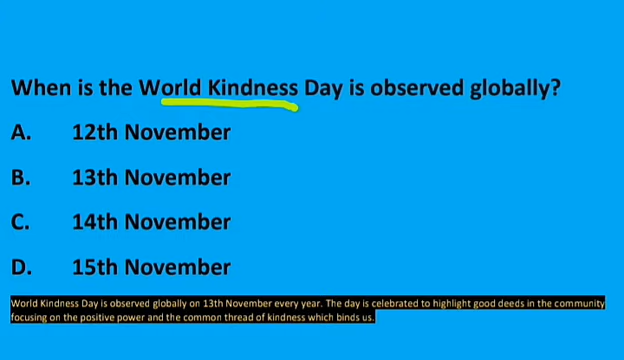 When is the World Kindness Day is observed globally?
A. 12th November
B. 13th November
C. 14th November
D. 15th November
World Kindness Day is observed globally on 13th November every year. The day is celebrated to highlight good deeds in the community
focusing on the positive power and the common thread of kindness which binds us.